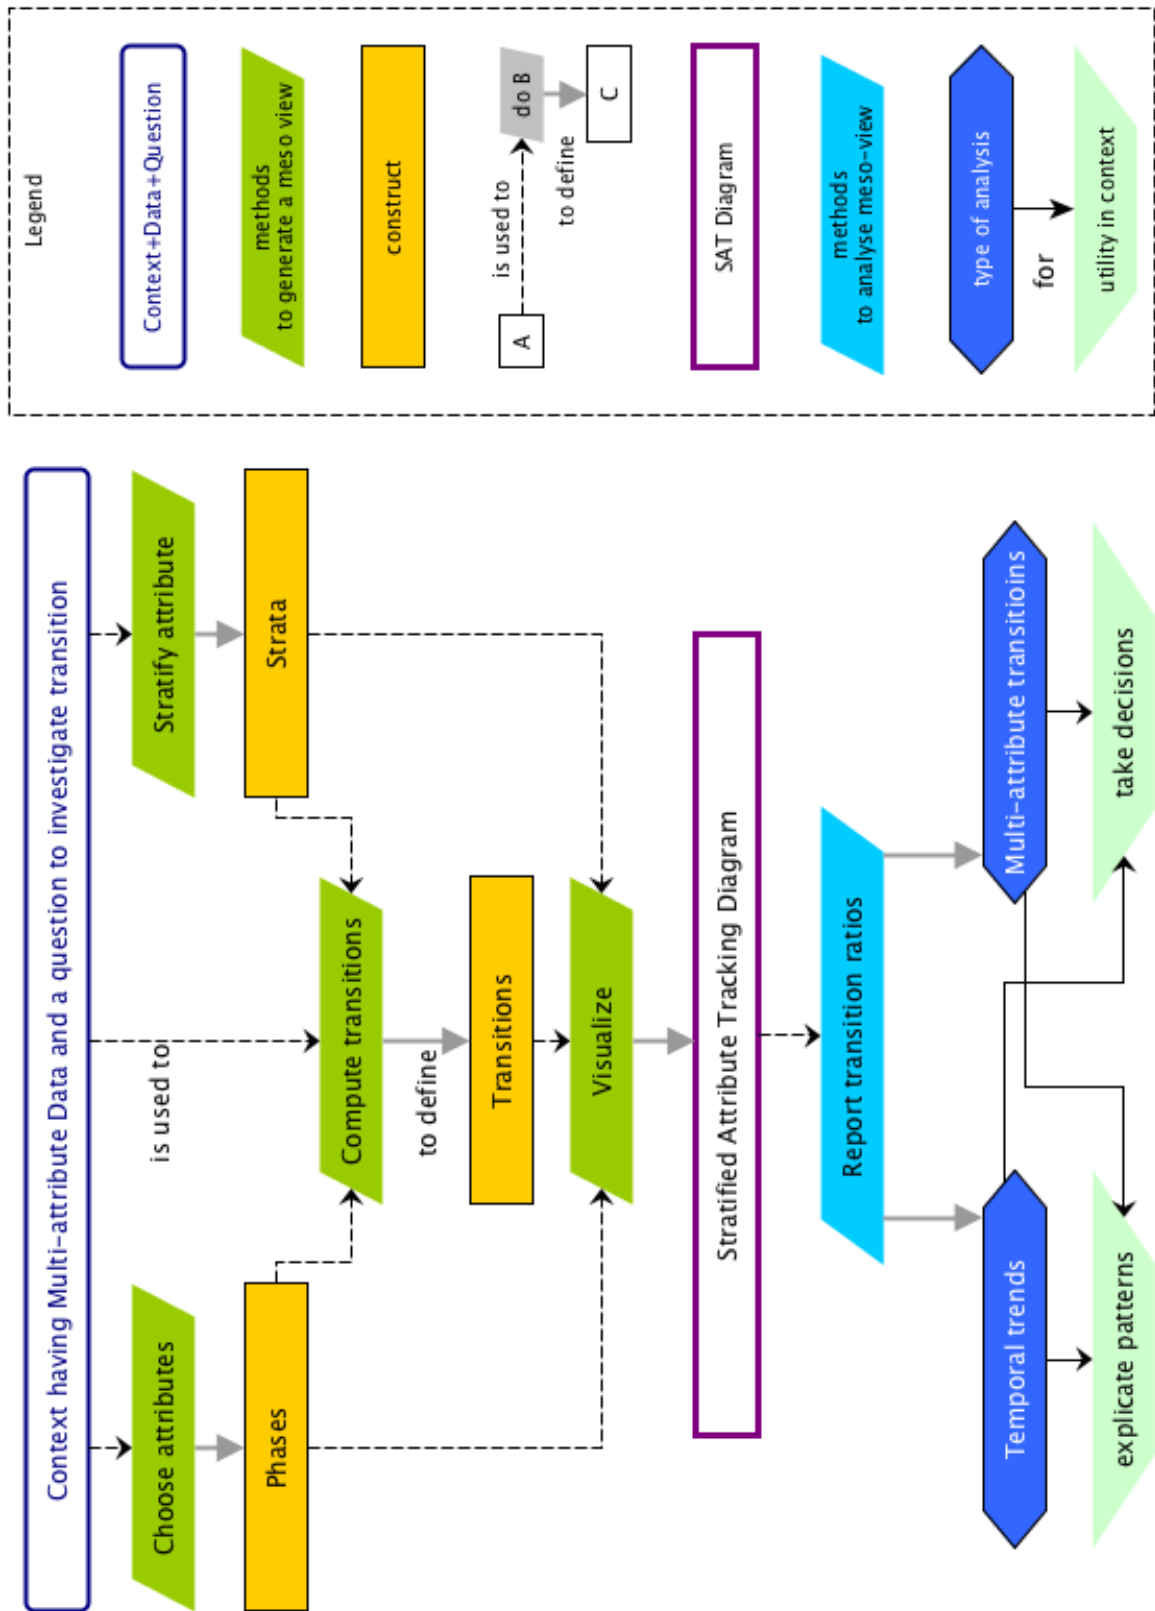 Context having Multi-attribute Data and a question to investigate transition
Choose attributes
is used to
Stratify attribute
Phases
Strata
Compute transitions
to define
Transitions
Visualize
Stratified Attribute Tracking Diagram
Report transition ratios
Temporal trends
Multi-attribute transitioins
explicate patterns
take decisions
Legend
Context+Data+Question
methods
to generate a meso view
construct
A
is used to
do B
to define
C
SAT Diagram
methods
to analyse meso-view
type of analysis
for
utility in context